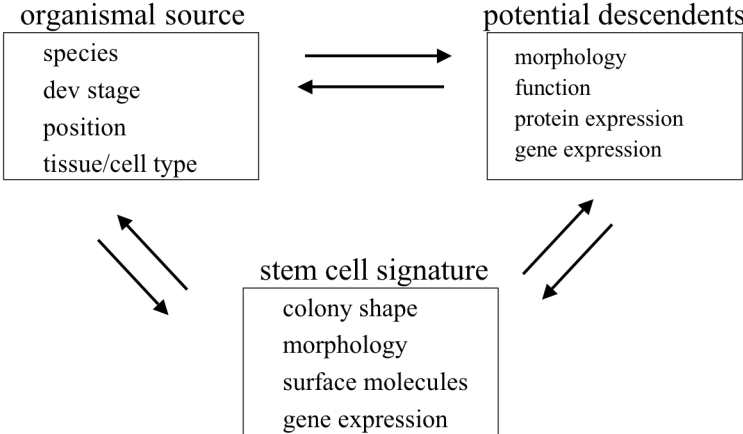 organismal source
species
dev stage
position
tissue/cell type
potential descendents
morphology
function
protein expression
gene expression
stem cell signature
colony shape
morphology
surface molecules
gene expression